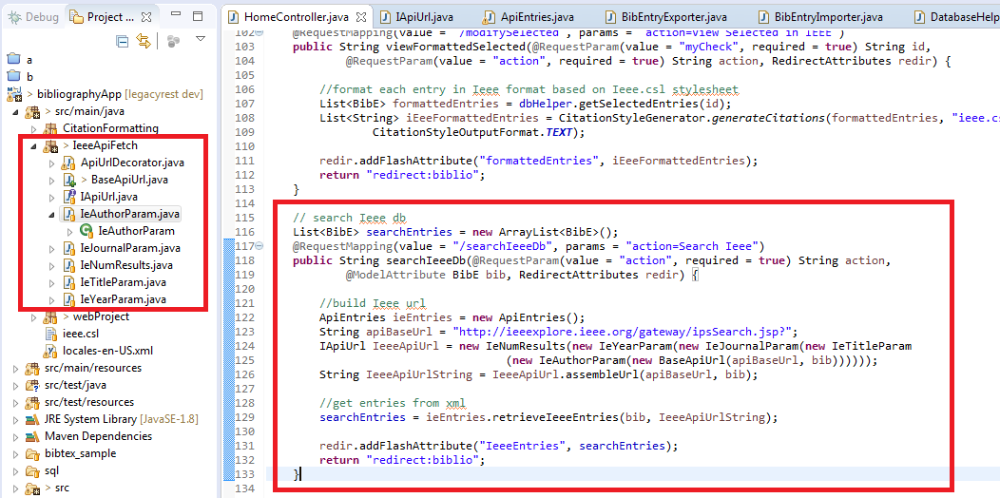 Debug
Project ...
a
b
> bibliographyApp [legacyrest dev]
> src/main/java
CitationFormatting
> IeeeApiFetch
ApiUrlDecorator.java
> BaseApiUrl.java
IApiUrl.java
IeAuthorParam.java
IeAuthorParam
IeJournalParam.java
IeNumResults.java
IeTitleParam.java
IeYearParam.java
> webProject
ieee.csl
locales-en-US.xml
src/main/resources
src/test/java
src/test/resources
JRE System Library [JavaSE-1.8]
Maven Dependencies
bibtex_sample
sql
> src
HomeController.java
IApiUrl.java
ApiEntries.java
BibEntryExporter.java
BibEntryImporter.java
DatabaseHelp
102 @RequestMapping(value = "/modifySelected", params = "action=View Selected in IEEE")
103 public String viewFormattedSelected(@RequestParam(value = "myCheck", required = true) String id,
104 @RequestParam(value = "action", required = true) String action, RedirectAttributes redir) {
105
106 //format each entry in Ieee format based on Ieee.csl stylesheet
107 List<BibE> formattedEntries = dbHelper.getSelectedEntries(id);
108 List<String> iEeeFormattedEntries = CitationStyleGenerator.generateCitations(formattedEntries, "ieee.cs
109 CitationStyleOutputFormat.TEXT);
110
111 redir.addFlashAttribute("formattedEntries", iEeeFormattedEntries);
112 return "redirect:biblio";
113 }
114
115 // search Ieee db
116 List<BibE> searchEntries = new ArrayList<BibE>();
117 @RequestMapping(value = "/searchIeeeDb", params = "action=Search Ieee")
118 public String searchIeeeDb(@RequestParam(value = "action", required = true) String action,
119 @ModelAttribute BibE bib, RedirectAttributes redir) {
120
121 //build Ieee url
122 ApiEntries ieEntries = new ApiEntries();
123 String apiBaseUrl = "http://ieeexplore.ieee.org/gateway/ipsSearch.jsp?";
124 IApiUrl IeeeApiUrl = new IeNumResults(new IeYearParam(new IeJournalParam(new IeTitleParam
125 (new IeAuthorParam(new BaseApiUrl(apiBaseUrl, bib))))));
126 String IeeeApiUrlString = IeeeApiUrl.assembleUrl(apiBaseUrl, bib);
127
128 //get entries from xml
129 searchEntries = ieEntries.retrieveIeeeEntries(bib, IeeeApiUrlString);
130
131 redir.addFlashAttribute("IeeeEntries", searchEntries);
132 return "redirect:biblio";
133 }
134